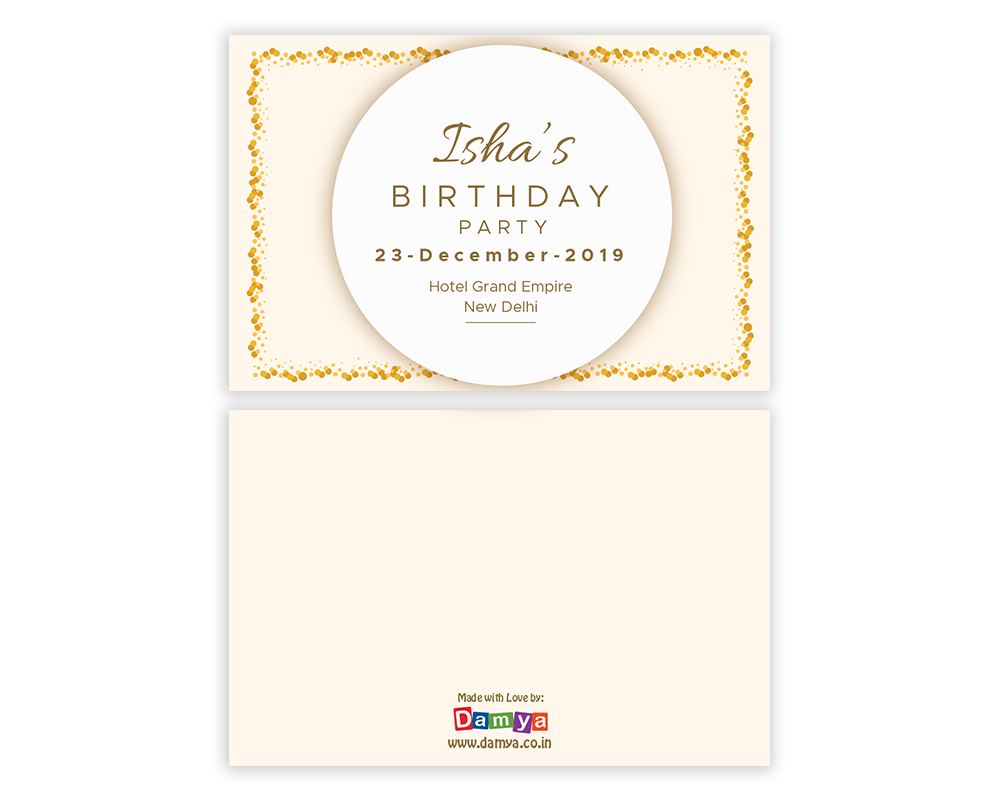 Isha's
BIRTHDAY
PARTY
23-December-2019
Hotel Grand Empire
New Delhi
Made with Love by:
Damya
www.damya.co.in